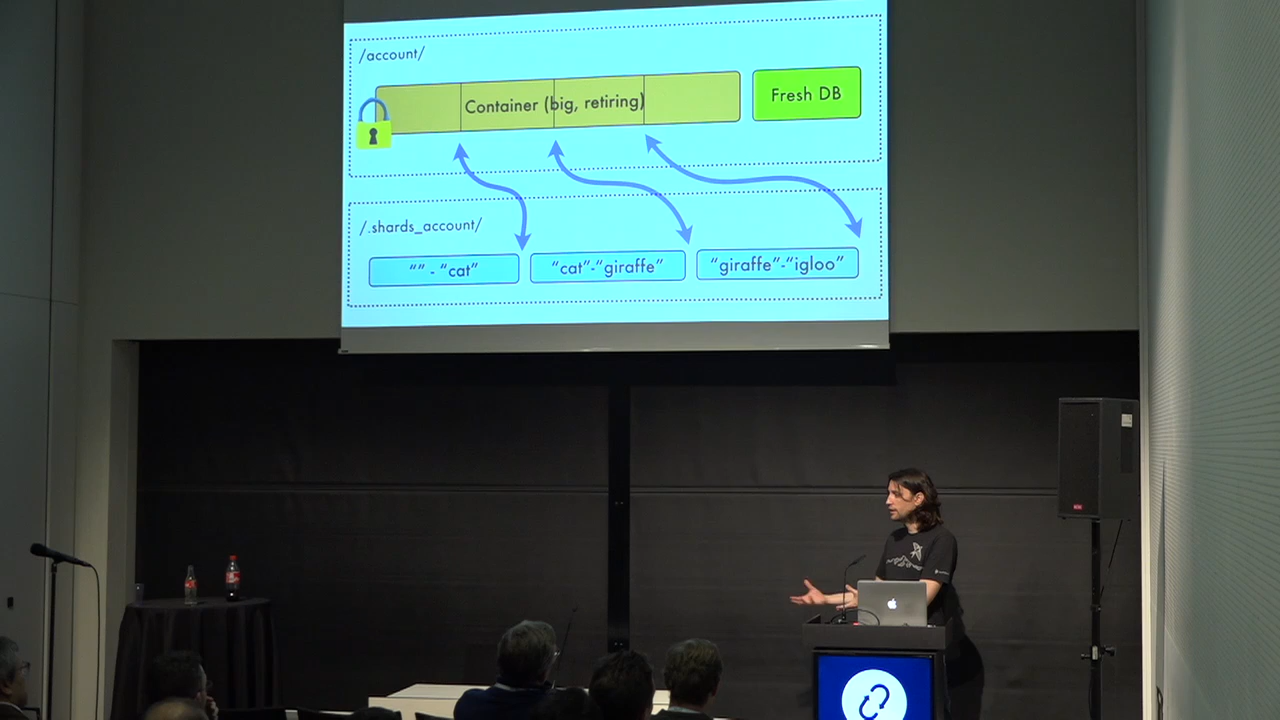 /account/
Container (big, retiring)
Fresh DB
/.shards_account/
“” - “cat”
“cat”-“giraffe”
“giraffe”-“igloo”